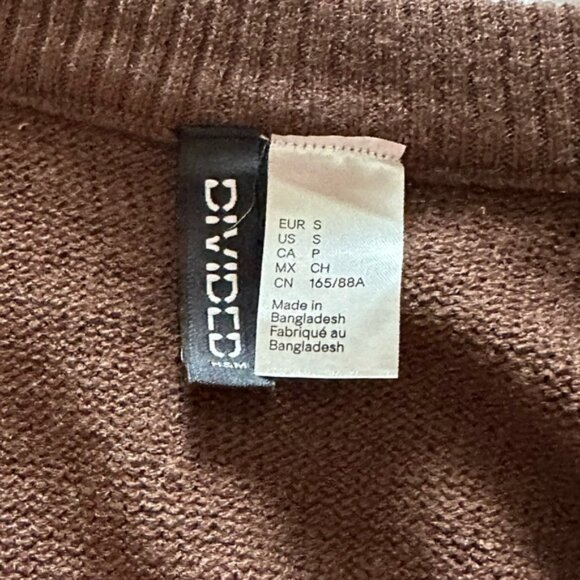 DIVIDED
H&M
EUR S
US S
CA P
MX CH
CN 165/88A
Made in
Bangladesh
Fabriqué au
Bangladesh